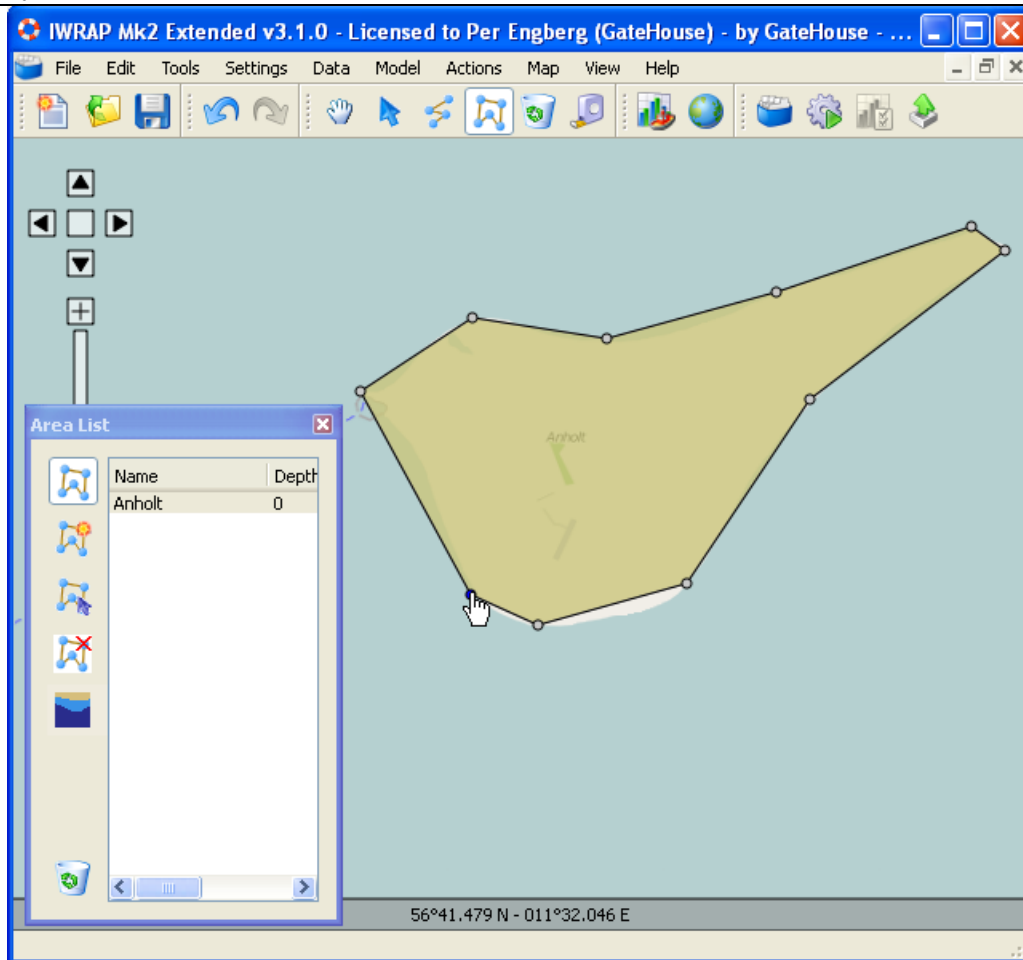 IWRAP Mk2 Extended v3.1.0 - Licensed to Per Engberg (GateHouse) - by GateHouse - ...
File Edit Tools Settings Data Model Actions Map View Help
Anholt
Area List
Name Depth
Anholt 0
56°41.479 N - 011°32.046 E